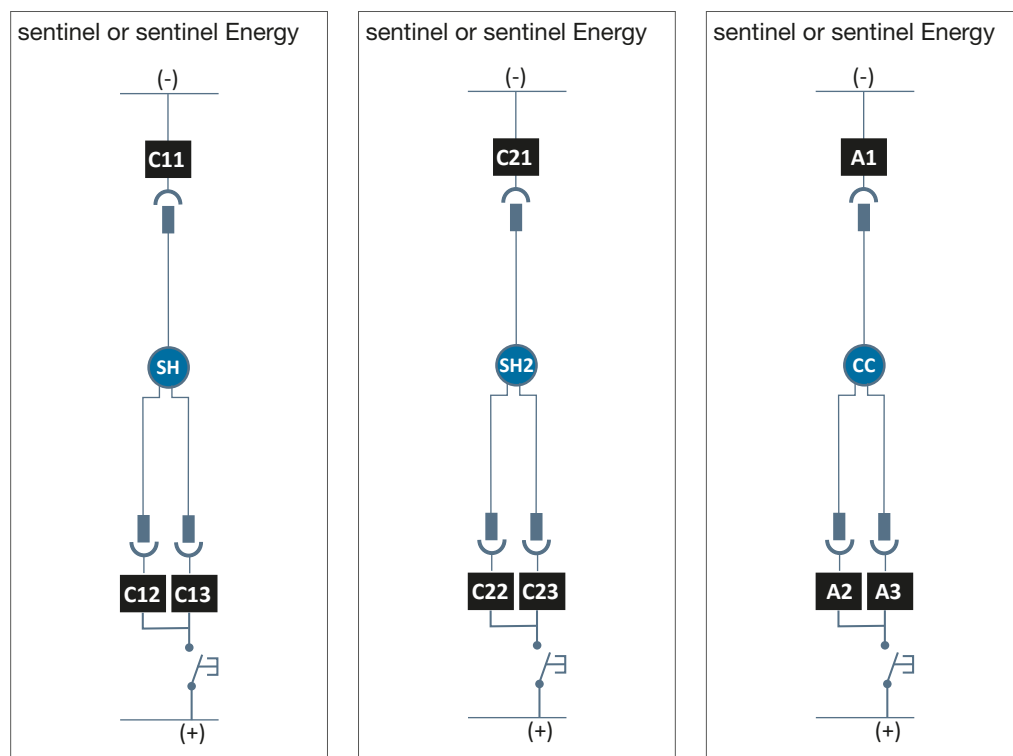 sentinel or sentinel Energy
(-)
C11
SH
C12 C13
(+)
sentinel or sentinel Energy
(-)
C21
SH2
C22 C23
(+)
sentinel or sentinel Energy
(-)
A1
CC
A2 A3
(+)